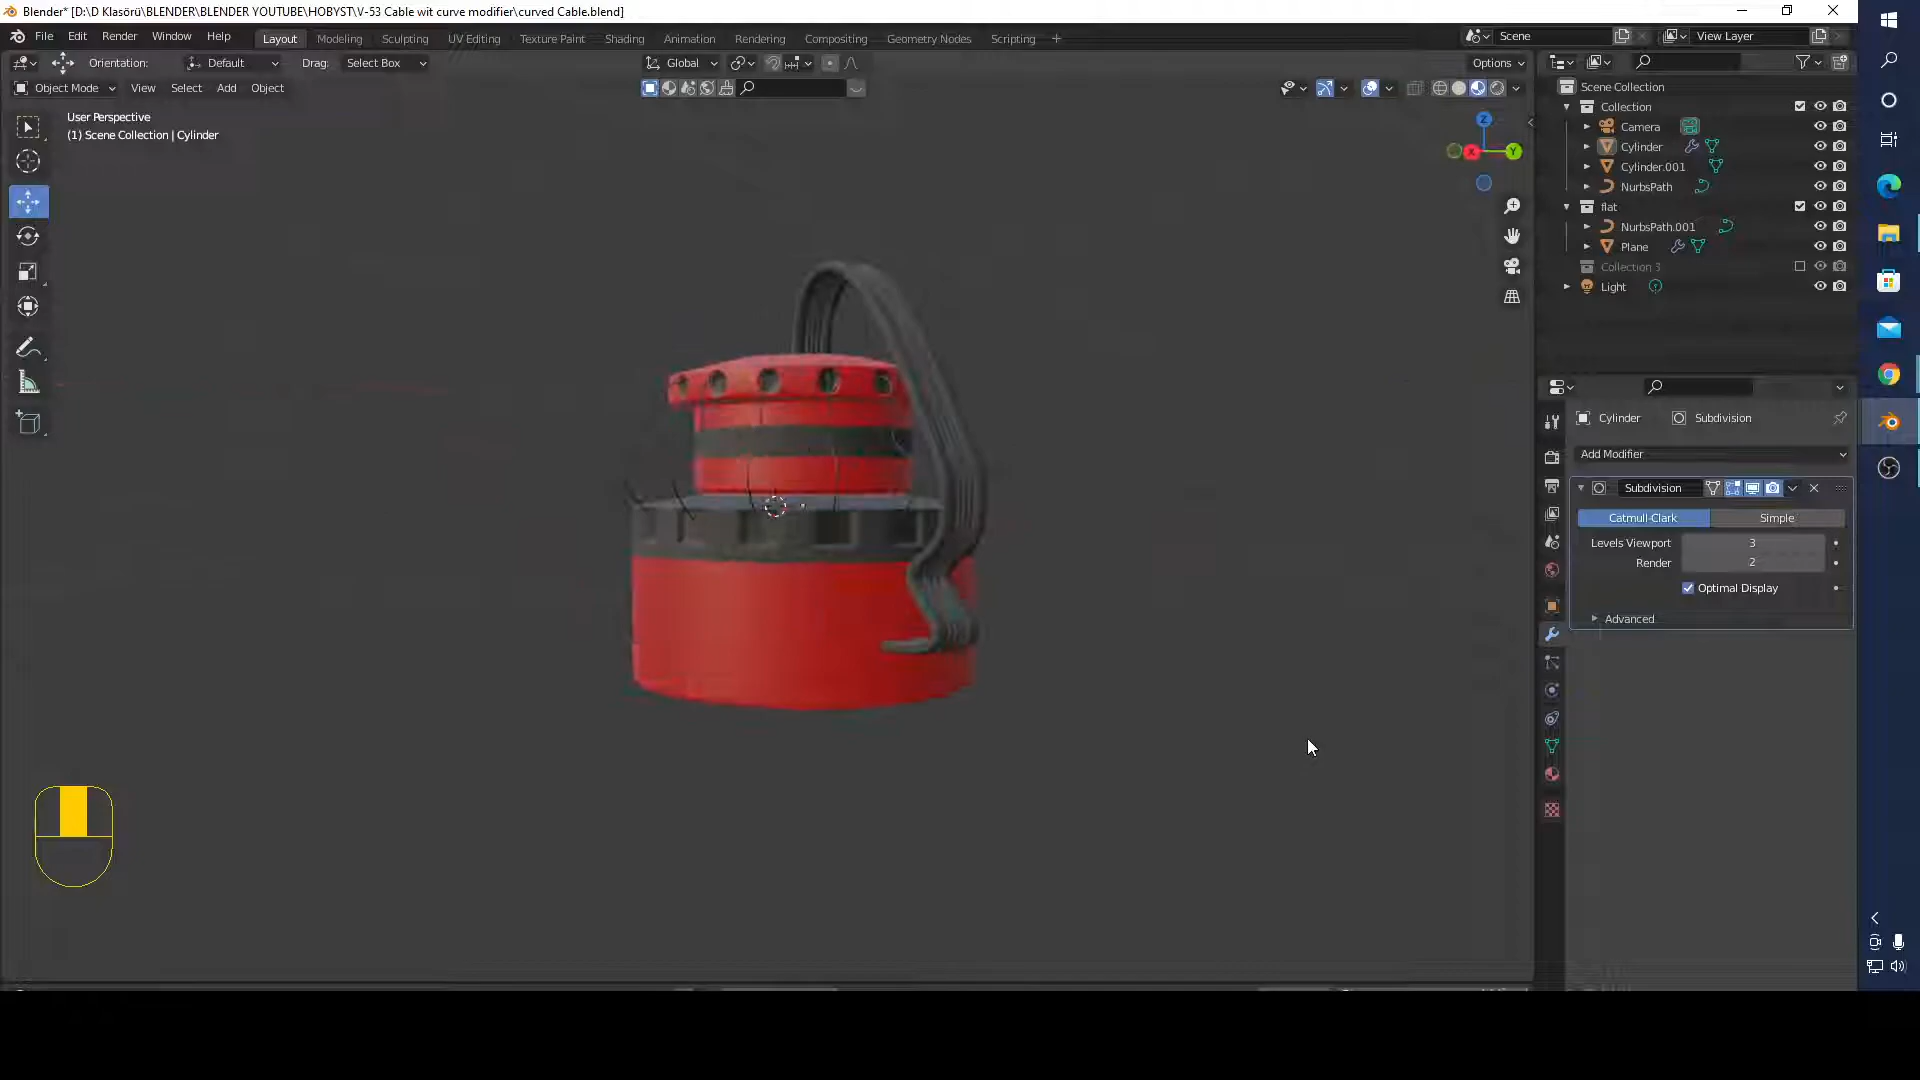 Blender* [D:\D Klasörü\BLENDER\BLENDER YOUTUBE\HOBYST\V-53 Cable wit curve modifier\curved Cable.blend]
File Edit Render Window Help Layout Modeling Sculpting UV Editing Texture Paint Shading Animation Rendering Compositing Geometry Nodes Scripting + Scene View Layer
Orientation: Default Drag: Select Box Global Options
Object Mode View Select Add Object
User Perspective
(1) Scene Collection | Cylinder
Z
X
Y
Scene Collection
Collection
Camera
Cylinder
Cylinder.001
NurbsPath
flat
NurbsPath.001
Plane
Collection 3
Light
Cylinder Subdivision
Add Modifier
Subdivision
Catmull-Clark Simple
Levels Viewport 3
Render 2
Optimal Display
Advanced